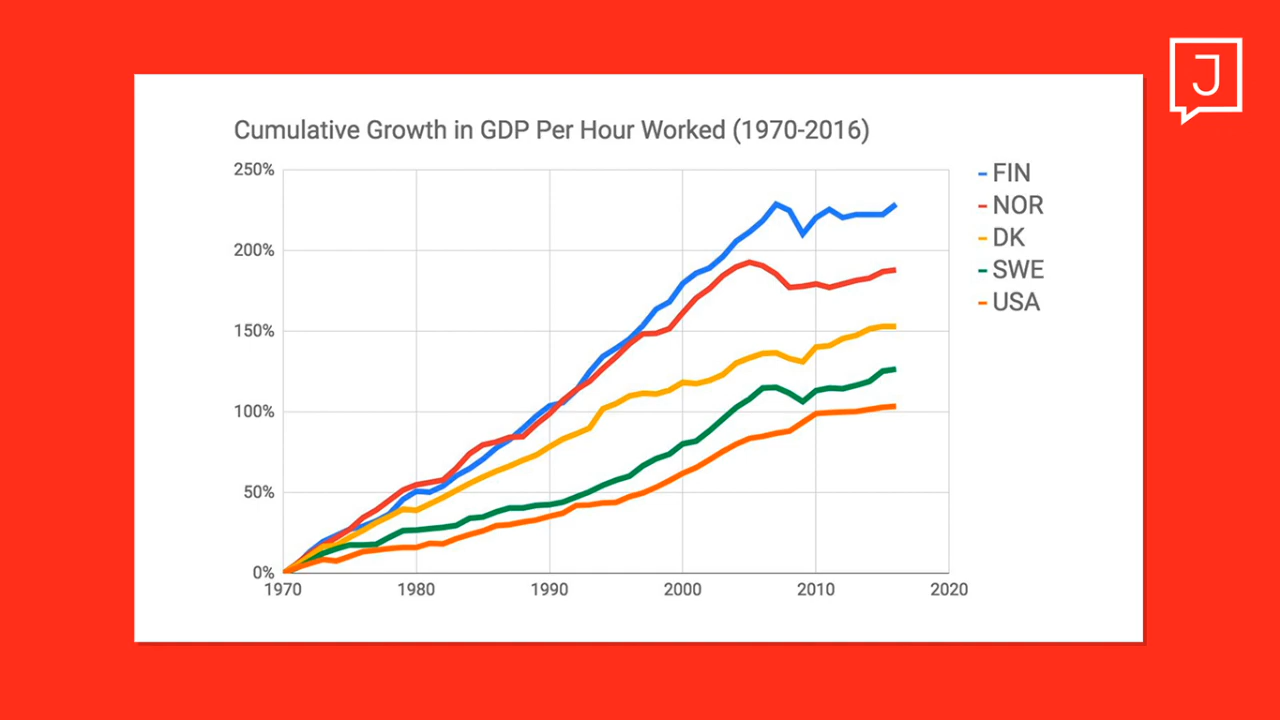 J
Cumulative Growth in GDP Per Hour Worked (1970-2016)
250%
200%
150%
100%
50%
0%
1970 1980 1990 2000 2010 2020
FIN
NOR
DK
SWE
USA